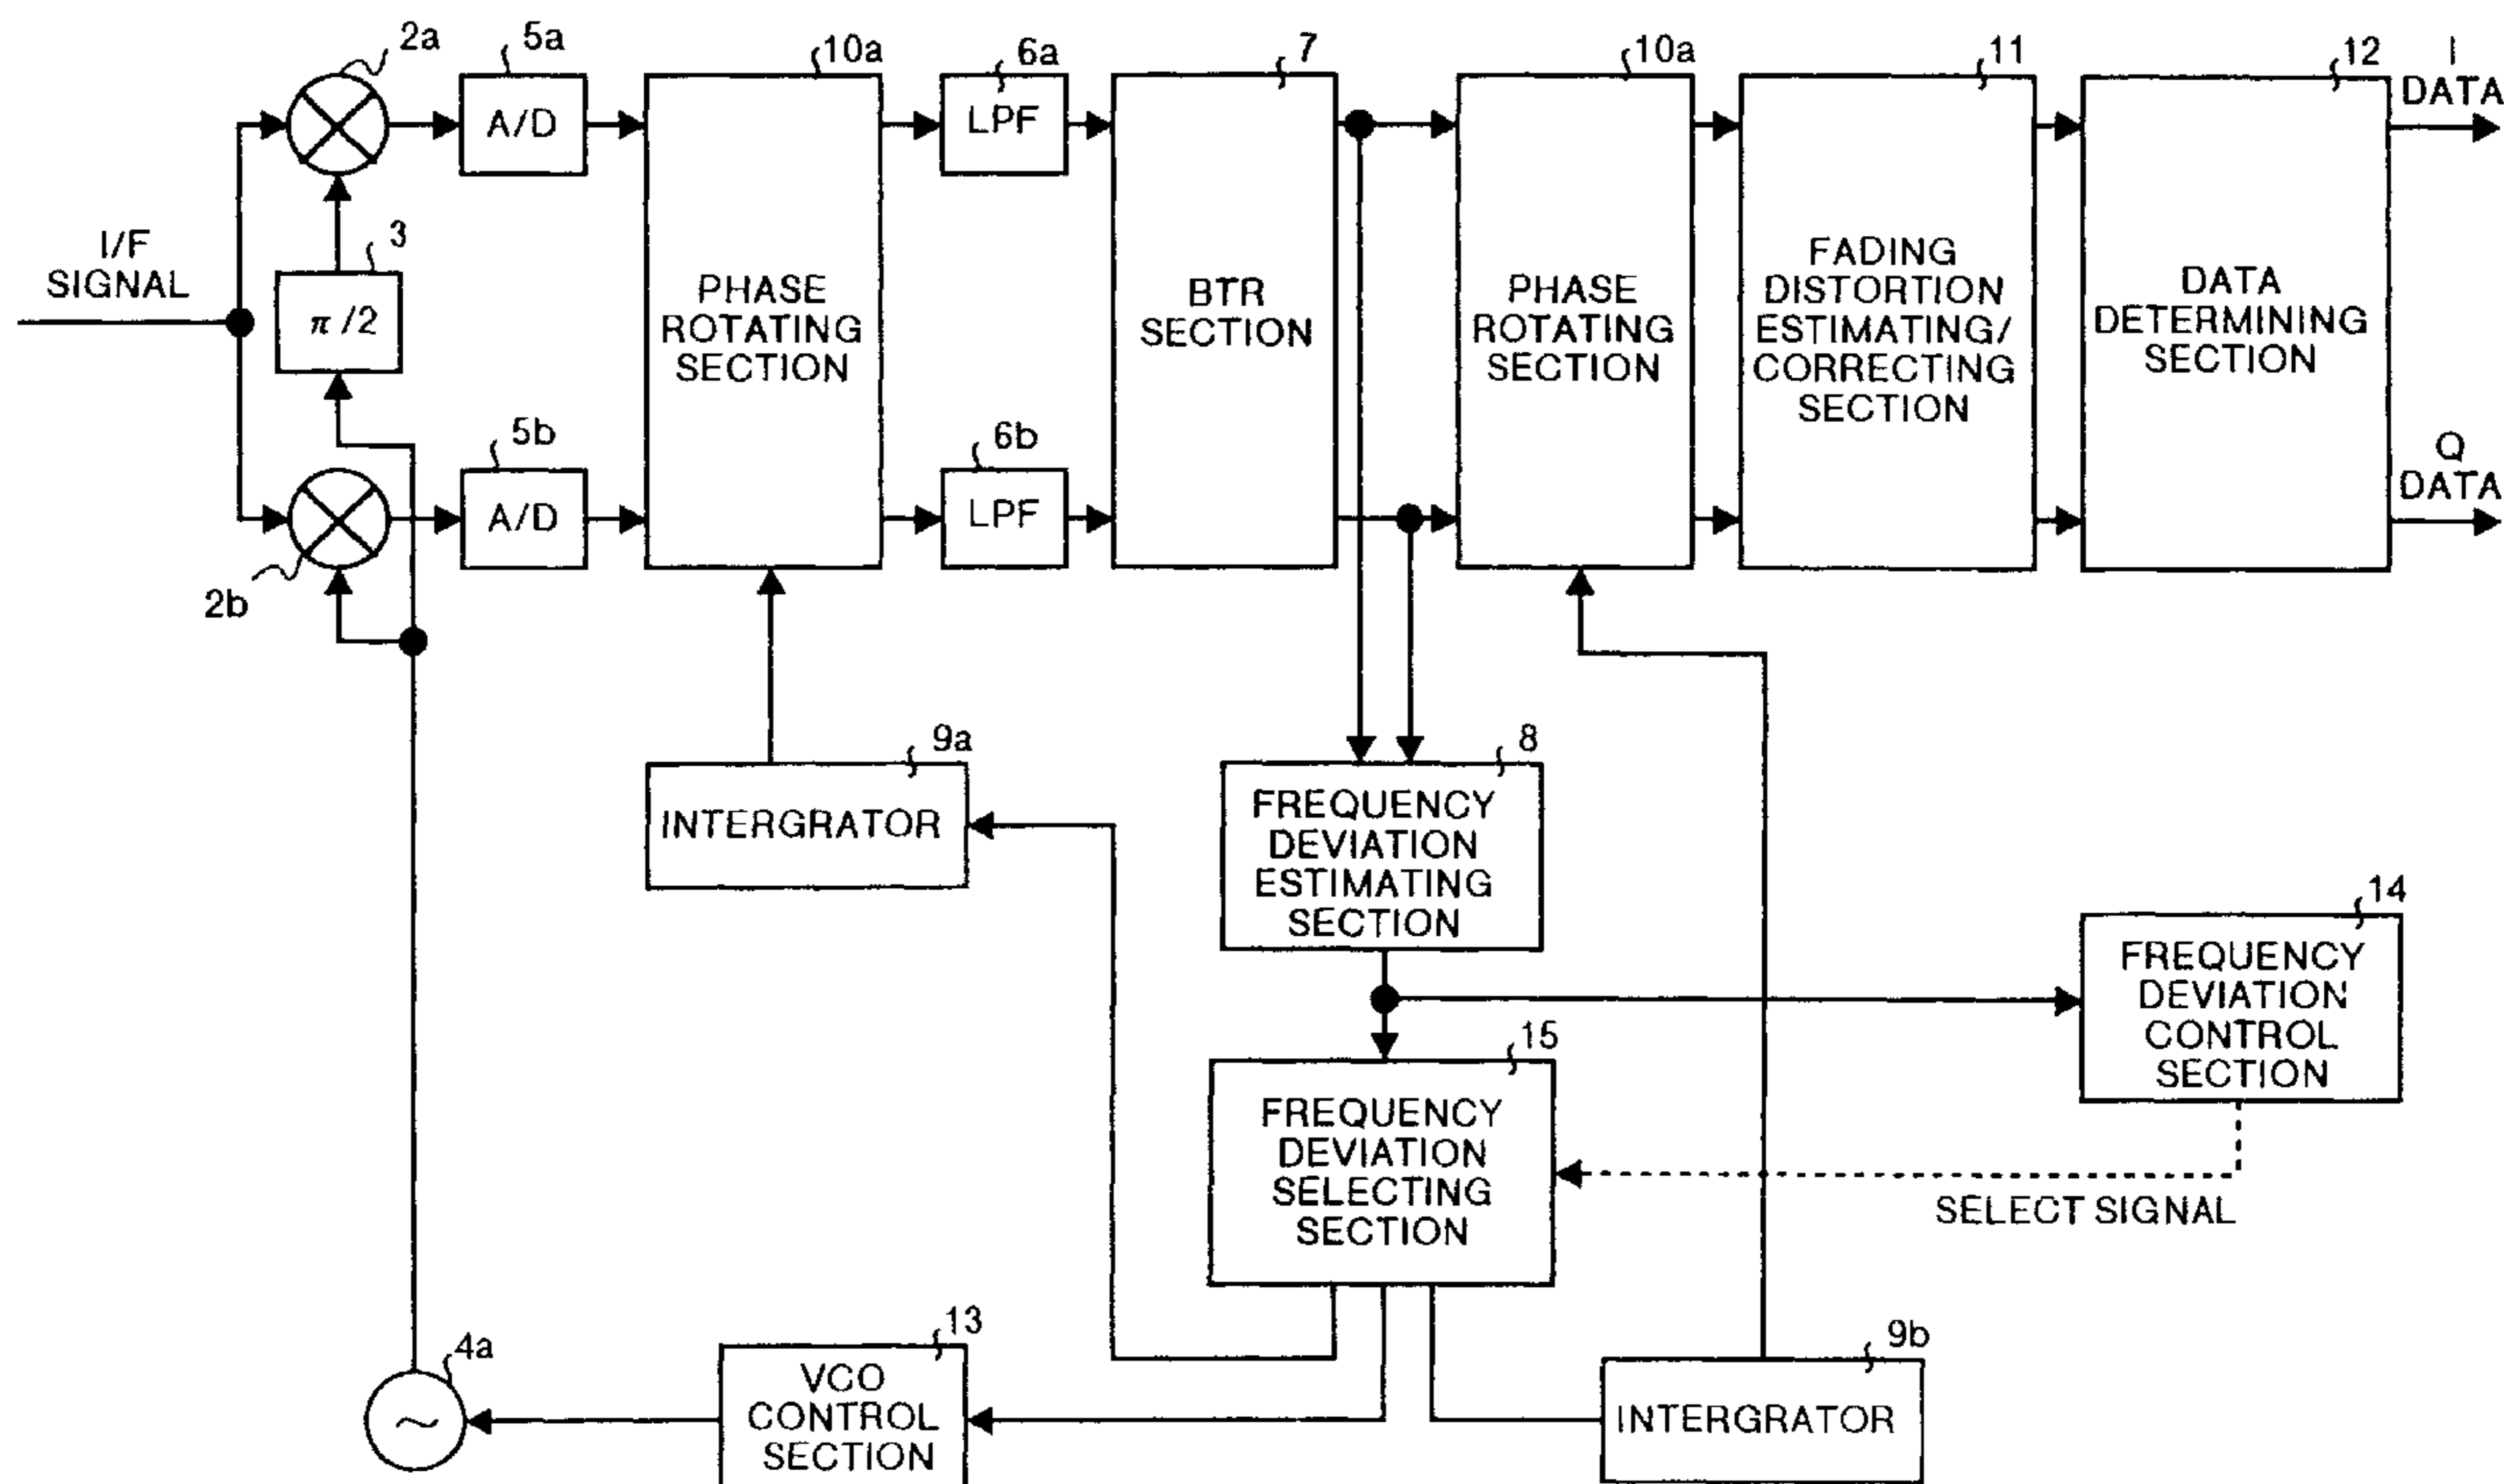 2a
5a
10a
6a
7
10a
11
12
I
DATA
A/D
LPF
I/F
SIGNAL
3
π/2
PHASE
ROTATING
SECTION
BTR
SECTION
PHASE
ROTATING
SECTION
FADING
DISTORTION
ESTIMATING/
CORRECTING
SECTION
DATA
DETERMINING
SECTION
5b
6b
Q
DATA
A/D
LPF
2b
9a
INTERGRATOR
8
FREQUENCY
DEVIATION
ESTIMATING
SECTION
14
FREQUENCY
DEVIATION
CONTROL
SECTION
15
FREQUENCY
DEVIATION
SELECTING
SECTION
SELECT SIGNAL
4a
~
13
VCO
CONTROL
SECTION
9b
INTERGRATOR